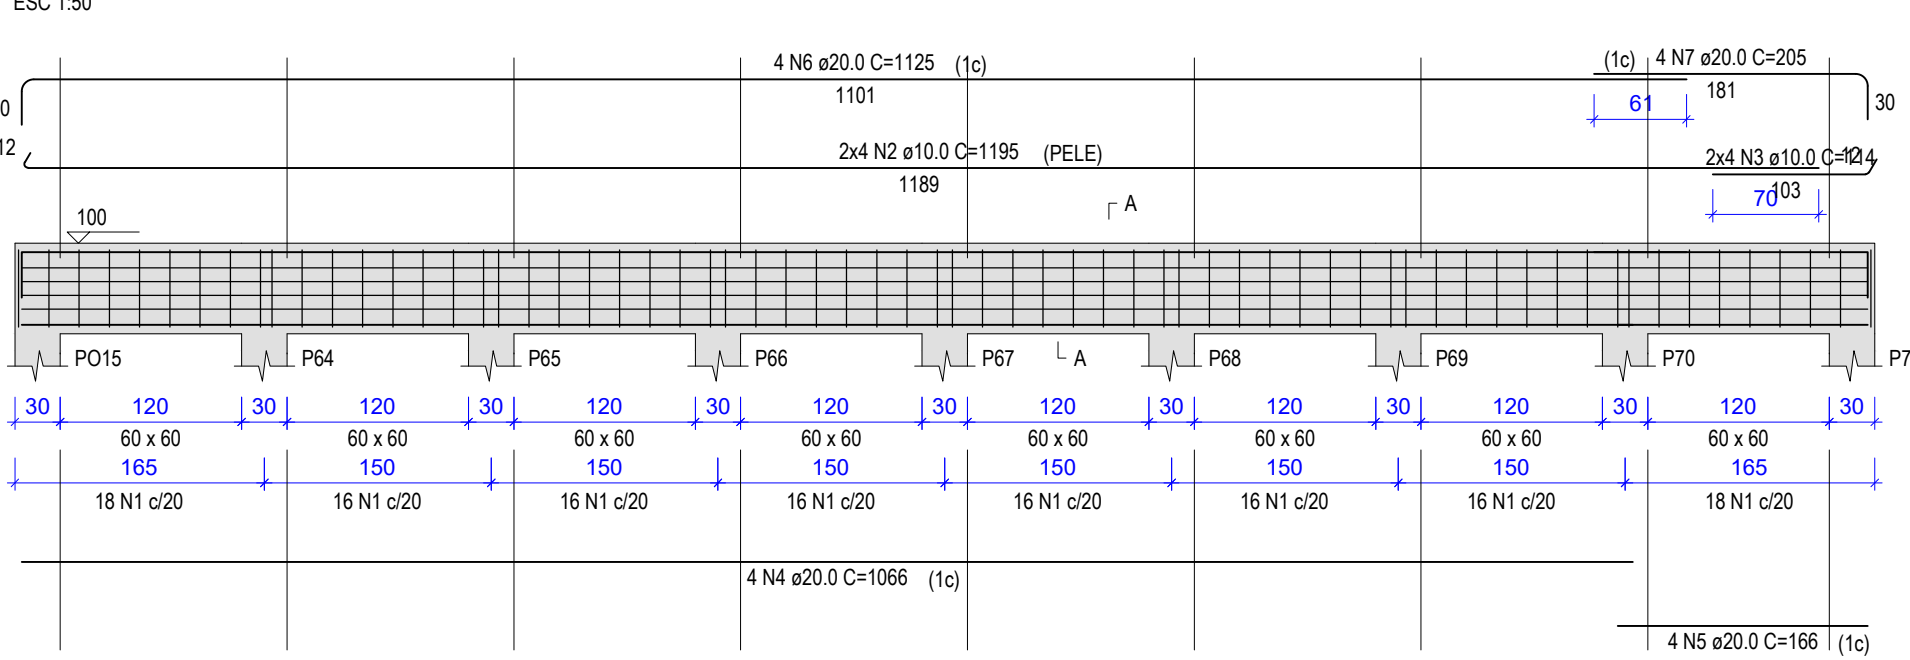 ESC 1:50
4 N6 ø20.0 C=1125 (1c)
(1c) 4 N7 ø20.0 C=205
1101
181
61
0
30
12
2x4 N2 ø10.0 C=1195 (PELE)
2x4 N3 ø10.0 C=114
12
1189
103
70
A
100
PO15 P64 P65 P66 P67 A P68 P69 P70 P7
30 120 30 120 30 120 30 120 30 120 30 120 30 120 30 120 30
60 x 60 60 x 60 60 x 60 60 x 60 60 x 60 60 x 60 60 x 60 60 x 60
165 150 150 150 150 150 150 165
18 N1 c/20 16 N1 c/20 16 N1 c/20 16 N1 c/20 16 N1 c/20 16 N1 c/20 16 N1 c/20 18 N1 c/20
4 N4 ø20.0 C=1066 (1c)
4 N5 ø20.0 C=166 (1c)